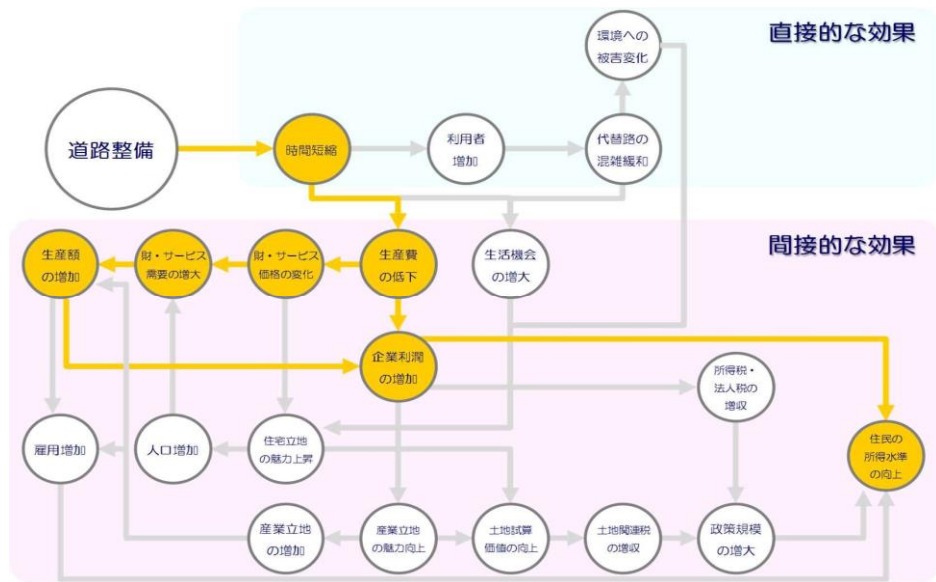 直接的な効果
環境への
被害変化
道路整備
時間短縮
利用者
増加
代替路の
混雑緩和
間接的な効果
生産額
の増加
財・サービス
需要の増大
財・サービス
価格の変化
生産費
の低下
生活機会
の増大
企業利潤
の増加
所得税・
法人税の
増収
雇用増加
人口増加
住宅立地
の魅力上昇
住民の
所得水準
の向上
産業立地
の増加
産業立地
の魅力向上
土地試算
価値の向上
土地関連税
の増収
政策規模
の増大